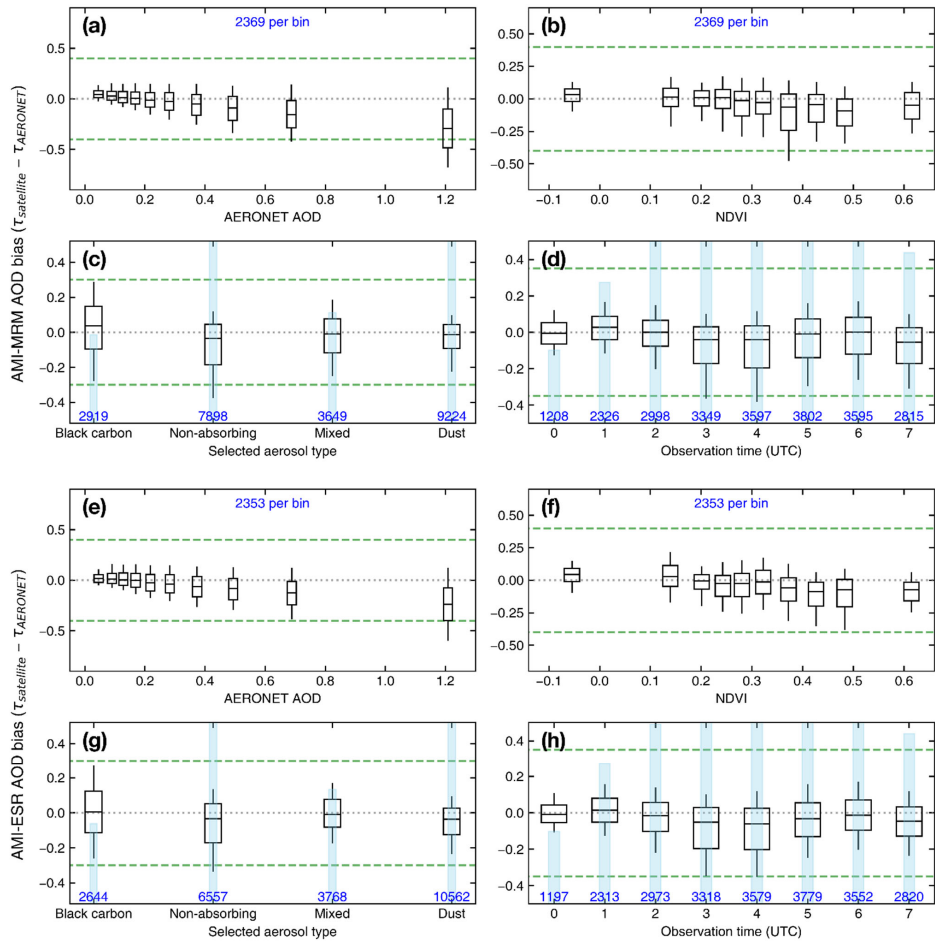 (a)
2369 per bin
0.5
0.0
−0.5
0.0 0.2 0.4 0.6 0.8 1.0 1.2
AERONET AOD
(b)
2369 per bin
0.50
0.25
0.00
−0.25
−0.50
−0.1 0.0 0.1 0.2 0.3 0.4 0.5 0.6
NDVI
AMI-MRM AOD bias (τsatellite − τAERONET)
(c)
0.4
0.2
0.0
−0.2
−0.4
2919 7898 3649 9224
Black carbon Non-absorbing Mixed Dust
Selected aerosol type
(d)
0.4
0.2
0.0
−0.2
−0.4
1208 2326 2998 3349 3597 3802 3595 2815
0 1 2 3 4 5 6 7
Observation time (UTC)
(e)
2353 per bin
0.5
0.0
−0.5
0.0 0.2 0.4 0.6 0.8 1.0 1.2
AERONET AOD
(f)
2353 per bin
0.50
0.25
0.00
−0.25
−0.50
−0.1 0.0 0.1 0.2 0.3 0.4 0.5 0.6
NDVI
AMI-ESR AOD bias (τsatellite − τAERONET)
(g)
0.4
0.2
0.0
−0.2
−0.4
2644 6557 3768 10562
Black carbon Non-absorbing Mixed Dust
Selected aerosol type
(h)
0.4
0.2
0.0
−0.2
−0.4
1197 2313 2973 3318 3579 3779 3552 2820
0 1 2 3 4 5 6 7
Observation time (UTC)